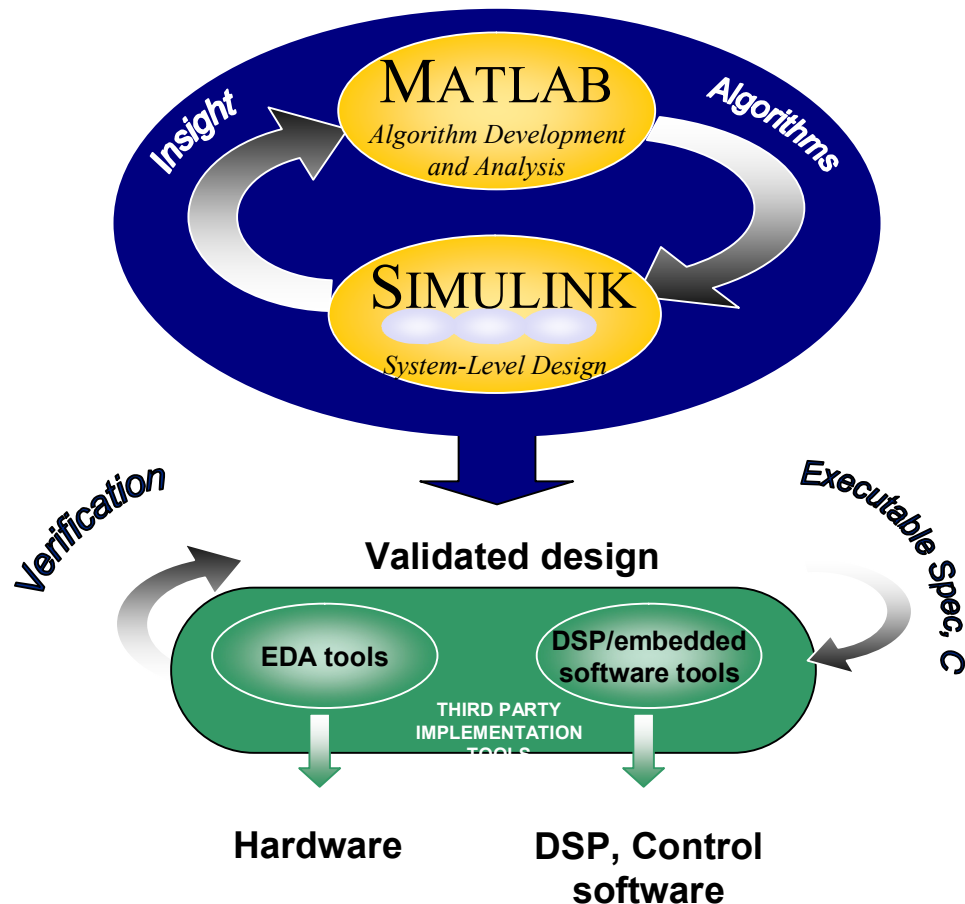 MATLAB
Algorithm Development
and Analysis
Insight
Algorithms
SIMULINK
System-Level Design
Verification
Executable Spec, C
Validated design
EDA tools
DSP/embedded
software tools
THIRD PARTY
IMPLEMENTATION
TOOLS
Hardware
DSP, Control
software